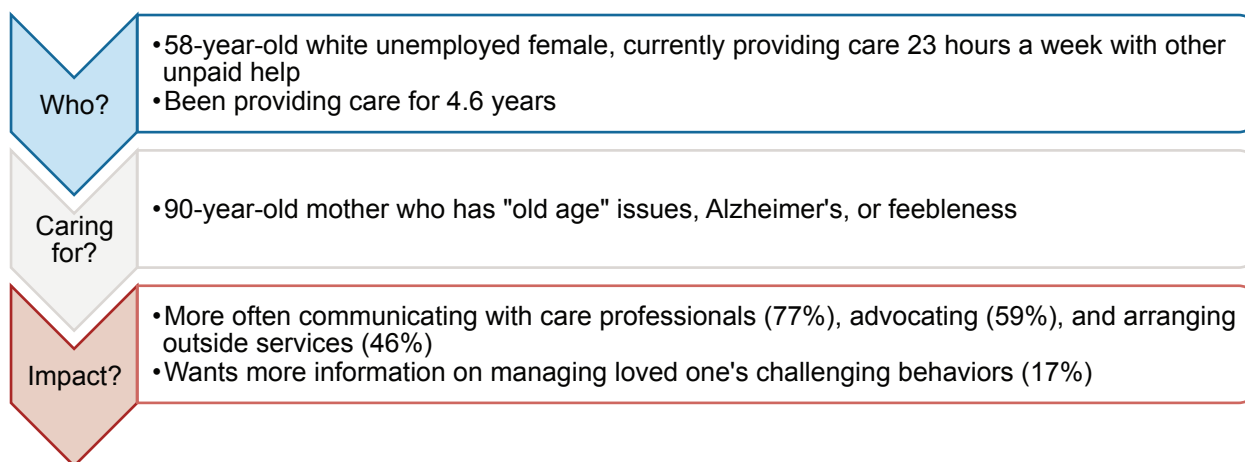 Who?
•58-year-old white unemployed female, currently providing care 23 hours a week with other
unpaid help
•Been providing care for 4.6 years
Caring
for?
•90-year-old mother who has "old age" issues, Alzheimer's, or feebleness
Impact?
•More often communicating with care professionals (77%), advocating (59%), and arranging
outside services (46%)
•Wants more information on managing loved one's challenging behaviors (17%)